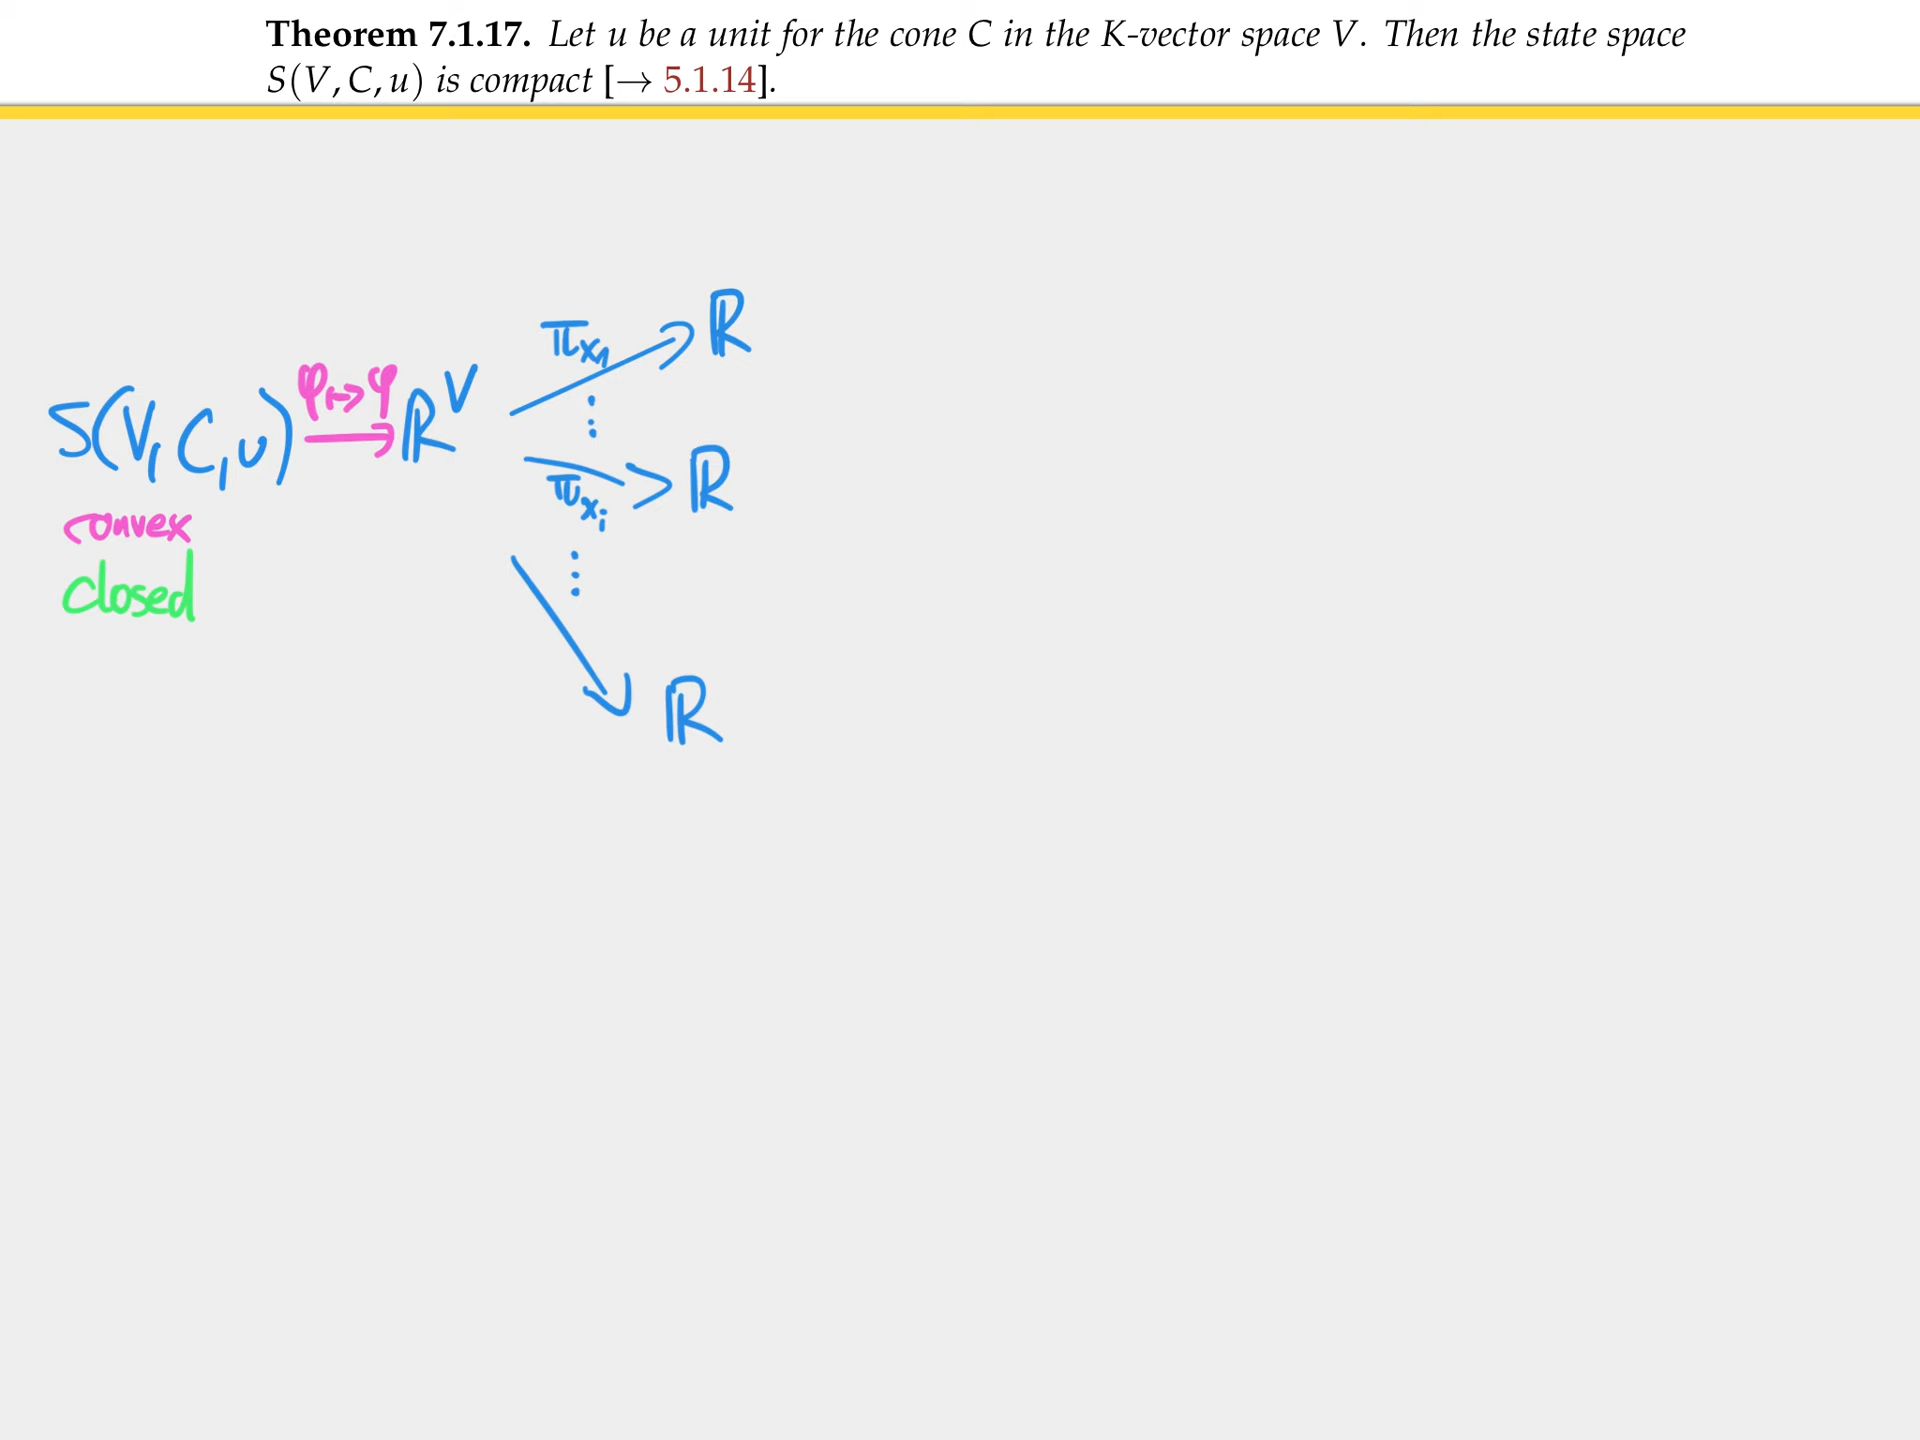 Theorem 7.1.17. Let u be a unit for the cone C in the K-vector space V. Then the state space
S(V, C, u) is compact [→ 5.1.14].
π_{x_1} ℝ
S(V, C, u) φ ↦ φ → ℝ^V
⋮
π_{x_i} ℝ
convex
closed
⋮
ℝ